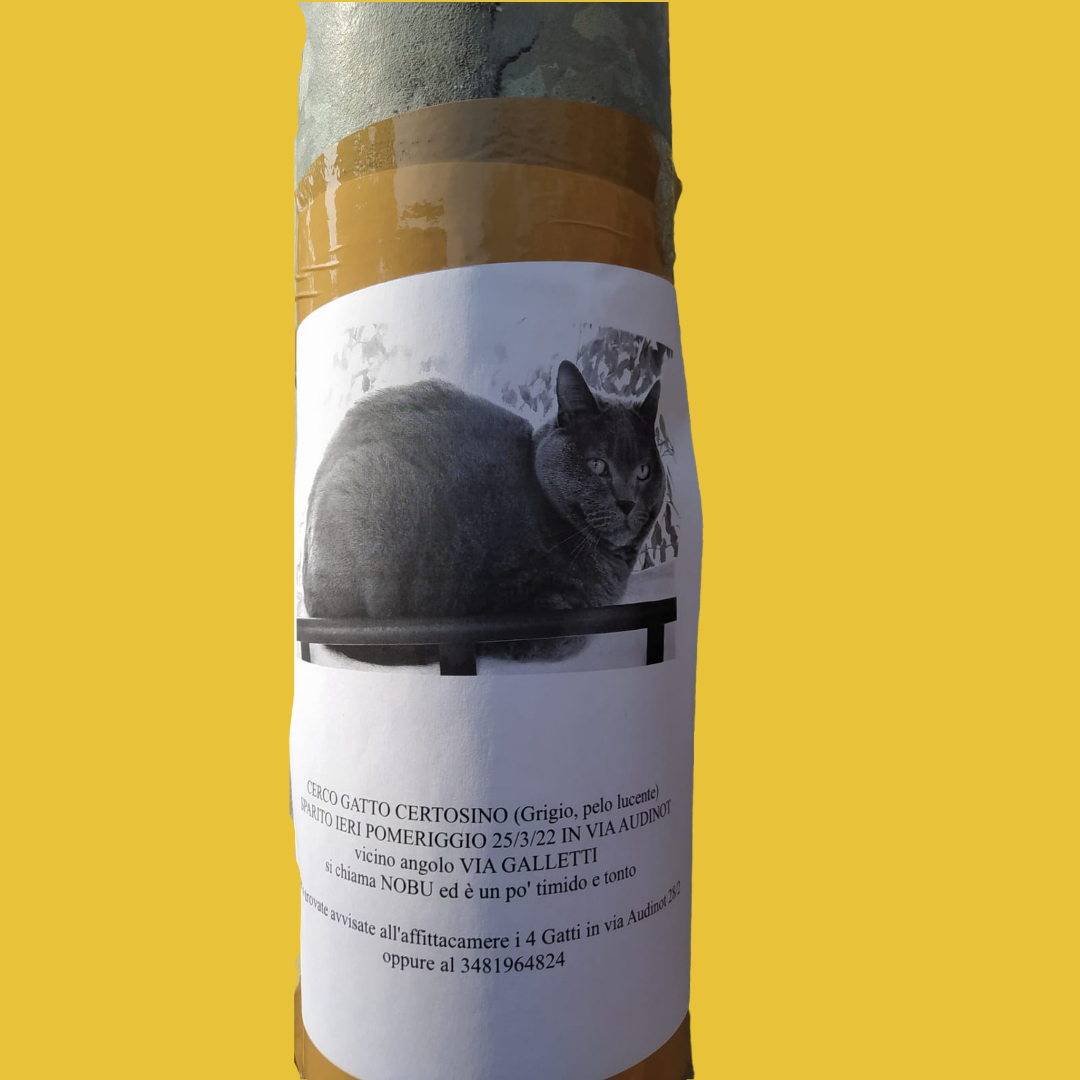 CERCO GATTO CERTOSINO (Grigio, pelo lucente)
SPARITO IERI POMERIGGIO 25/3/22 IN VIA AUDINOT
vicino angolo VIA GALLETTI
si chiama NOBU ed è un po' timido e tonto
trovate avvisate all'affittacamere i 4 Gatti in via Audinot 28/2
oppure al 3481964824